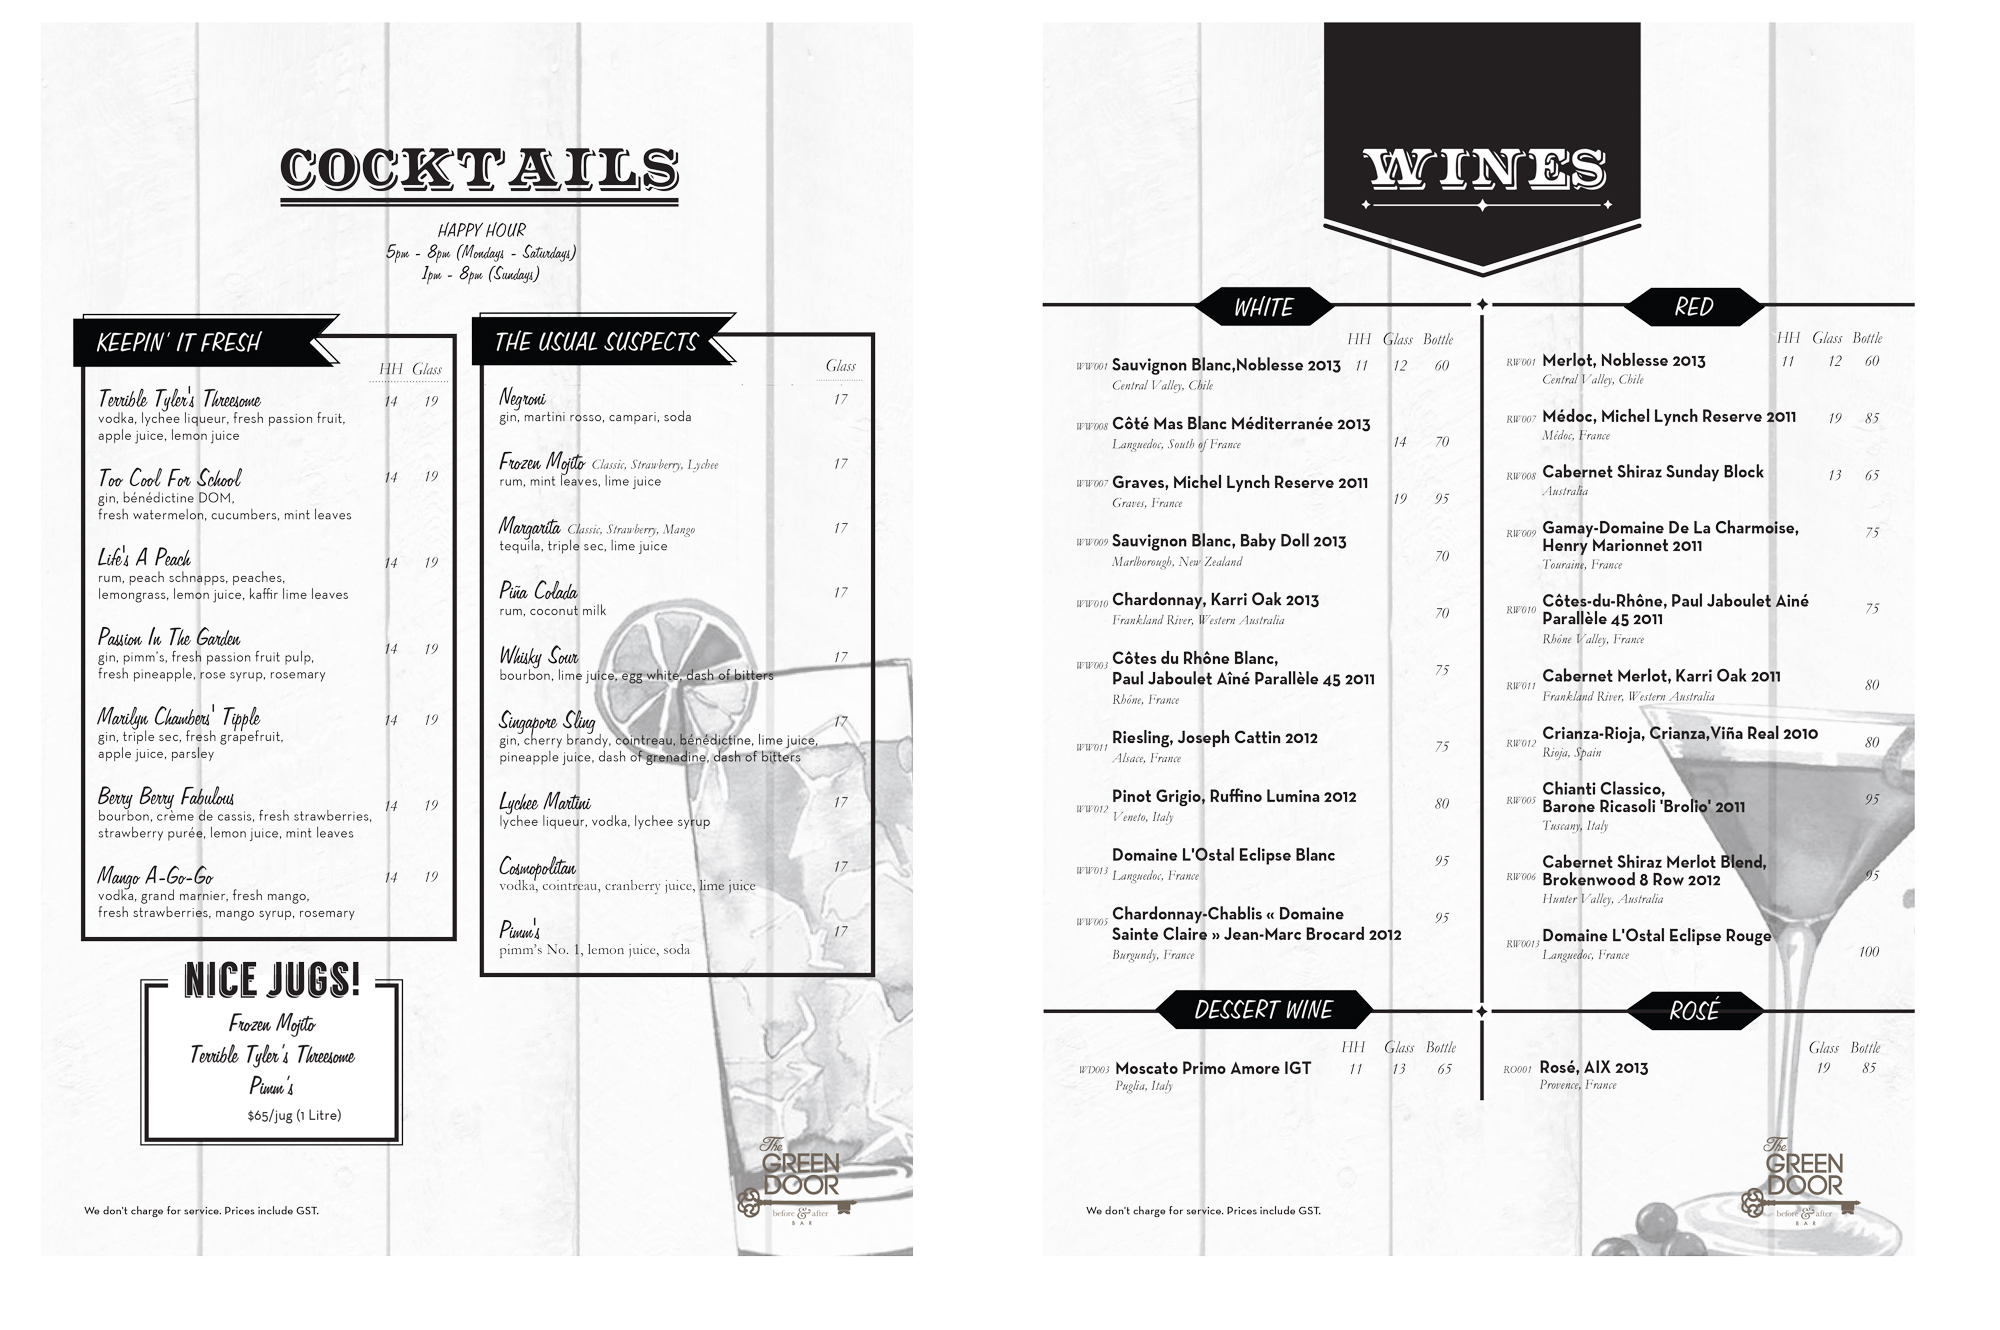 COCKTAILS
HAPPY HOUR
5pm - 8pm (Mondays - Saturdays)
1pm - 8pm (Sundays)
KEEPIN' IT FRESH
HH Glass
Terrible Tyler's Threesome 14 19
vodka, lychee liqueur, fresh passion fruit,
apple juice, lemon juice
Too Cool For School 14 19
gin, bénédictine DOM,
fresh watermelon, cucumbers, mint leaves
Life's A Peach 14 19
rum, peach schnapps, peaches,
lemongrass, lemon juice, kaffir lime leaves
Passion In The Garden 14 19
gin, pimm's, fresh passion fruit pulp,
fresh pineapple, rose syrup, rosemary
Marilyn Chambers' Tipple 14 19
gin, triple sec, fresh grapefruit,
apple juice, parsley
Berry Berry Fabulous 14 19
bourbon, crème de cassis, fresh strawberries,
strawberry purée, lemon juice, mint leaves
Mango A-Go-Go 14 19
vodka, grand marnier, fresh mango,
fresh strawberries, mango syrup, rosemary
NICE JUGS!
Frozen Mojito
Terrible Tyler's Threesome
Pimm's
$65/jug (1 Litre)
THE USUAL SUSPECTS
Glass
Negroni 17
gin, martini rosso, campari, soda
Frozen Mojito Classic, Strawberry, Lychee 17
rum, mint leaves, lime juice
Margarita Classic, Strawberry, Mango 17
tequila, triple sec, lime juice
Piña Colada 17
rum, coconut milk
Whisky Sour 17
bourbon, lime juice, egg white, dash of bitters
Singapore Sling 17
gin, cherry brandy, cointreau, bénédictine, lime juice,
pineapple juice, dash of grenadine, dash of bitters
Lychee Martini 17
lychee liqueur, vodka, lychee syrup
Cosmopolitan 17
vodka, cointreau, cranberry juice, lime juice
Pimm's 17
pimm's No. 1, lemon juice, soda
We don't charge for service. Prices include GST.
The
GREEN
DOOR
before & after
BAR
WINES
WHITE
HH Glass Bottle
WW001 Sauvignon Blanc,Noblesse 2013 11 12 60
Central Valley, Chile
WW008 Côté Mas Blanc Méditerranée 2013
Languedoc, South of France 14 70
WW007 Graves, Michel Lynch Reserve 2011
Graves, France 19 95
WW009 Sauvignon Blanc, Baby Doll 2013
Marlborough, New Zealand 70
WW010 Chardonnay, Karri Oak 2013
Frankland River, Western Australia 70
WW003 Côtes du Rhône Blanc,
Paul Jaboulet Aîné Parallèle 45 2011 75
Rhône, France
WW011 Riesling, Joseph Cattin 2012
Alsace, France 75
WW012 Pinot Grigio, Ruffino Lumina 2012 80
Veneto, Italy
WW013 Domaine L'Ostal Eclipse Blanc 95
Languedoc, France
WW005 Chardonnay-Chablis « Domaine 95
Sainte Claire » Jean-Marc Brocard 2012
Burgundy, France
RED
HH Glass Bottle
RW001 Merlot, Noblesse 2013 11 12 60
Central Valley, Chile
RW007 Médoc, Michel Lynch Reserve 2011 19 85
Médoc, France
RW008 Cabernet Shiraz Sunday Block 13 65
Australia
RW009 Gamay-Domaine De La Charmoise, 75
Henry Marionnet 2011
Touraine, France
RW010 Côtes-du-Rhône, Paul Jaboulet Ainé 75
Parallèle 45 2011
Rhône Valley, France
RW011 Cabernet Merlot, Karri Oak 2011 80
Frankland River, Western Australia
RW012 Crianza-Rioja, Crianza,Viña Real 2010 80
Rioja, Spain
RW005 Chianti Classico, 95
Barone Ricasoli 'Brolio' 2011
Tuscany, Italy
RW006 Cabernet Shiraz Merlot Blend, 95
Brokenwood 8 Row 2012
Hunter Valley, Australia
RW0013 Domaine L'Ostal Eclipse Rouge
Languedoc, France 100
DESSERT WINE
HH Glass Bottle
WD003 Moscato Primo Amore IGT 11 13 65
Puglia, Italy
ROSÉ
Glass Bottle
RO001 Rosé, AIX 2013 19 85
Provence, France
We don't charge for service. Prices include GST.
The
GREEN
DOOR
before & after
BAR